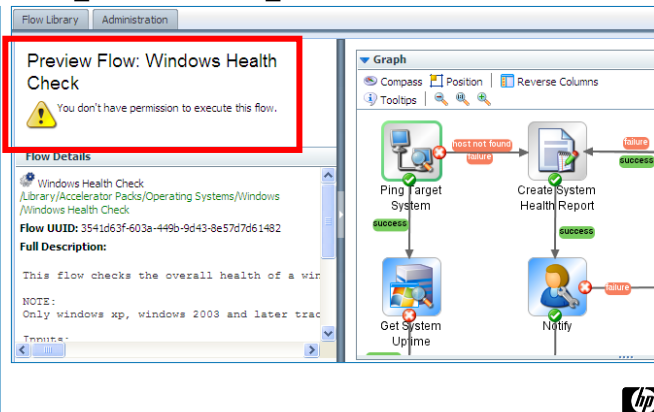 Flow Library
Administration
Preview Flow: Windows Health
Check
You don't have permission to execute this flow.
Flow Details
Windows Health Check
/Library/Accelerator Packs/Operating Systems/Windows
/Windows Health Check
Flow UUID: 3541d63f-603a-449b-9d43-8e57d7d61482
Full Description:
This flow checks the overall health of a win
NOTE:
Only windows xp, windows 2003 and later trac
Inputs:
Graph
Compass Position Reverse Columns
Tooltips
host not found
failure
failure
success
Ping Target
System
Create System
Health Report
success
success
failure
Get System
Uptime
Notify
hp